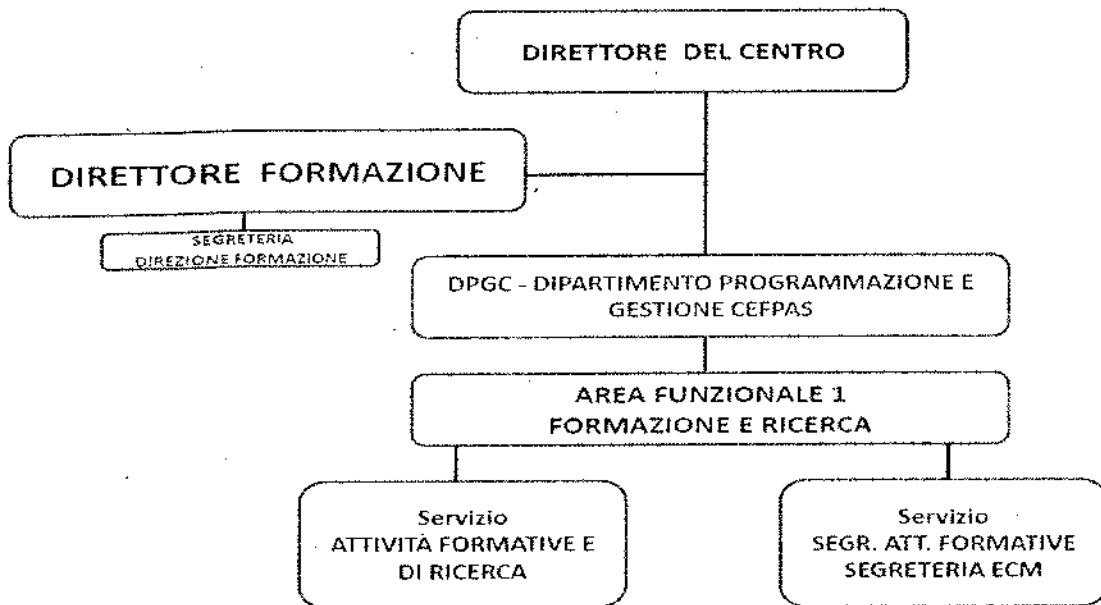 DIRETTORE DEL CENTRO
DIRETTORE FORMAZIONE
SEGRETERIA
DIREZIONE FORMAZIONE
DPGC - DIPARTIMENTO PROGRAMMAZIONE E
GESTIONE CEFPAS
AREA FUNZIONALE 1
FORMAZIONE E RICERCA
Servizio
ATTIVITÀ FORMATIVE E
DI RICERCA
Servizio
SEGR. ATT. FORMATIVE
SEGRETERIA ECM